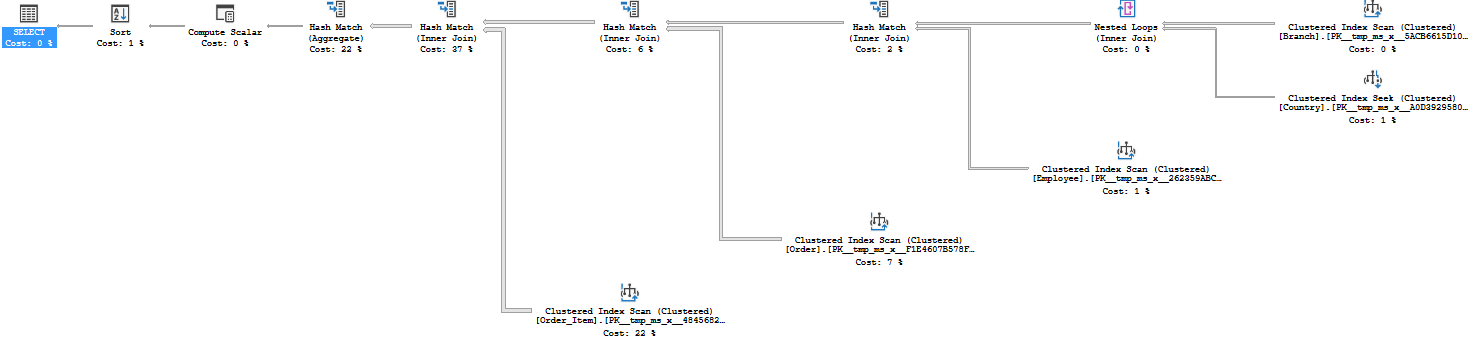 SELECT
Cost: 0 %
Sort
Cost: 1 %
Compute Scalar
Cost: 0 %
Hash Match
(Aggregate)
Cost: 22 %
Hash Match
(Inner Join)
Cost: 37 %
Hash Match
(Inner Join)
Cost: 6 %
Hash Match
(Inner Join)
Cost: 2 %
Nested Loops
(Inner Join)
Cost: 0 %
Clustered Index Scan (Clustered)
[Branch].[PK__tmp_ms_x__5ACB6615D10…
Cost: 0 %
Clustered Index Seek (Clustered)
[Country].[PK__tmp_ms_x__A0D3929580…
Cost: 1 %
Clustered Index Scan (Clustered)
[Employee].[PK__tmp_ms_x__262359ABC…
Cost: 1 %
Clustered Index Scan (Clustered)
[Order].[PK__tmp_ms_x__F1E4607B578F…
Cost: 7 %
Clustered Index Scan (Clustered)
[Order_Item].[PK__tmp_ms_x__4845682…
Cost: 22 %